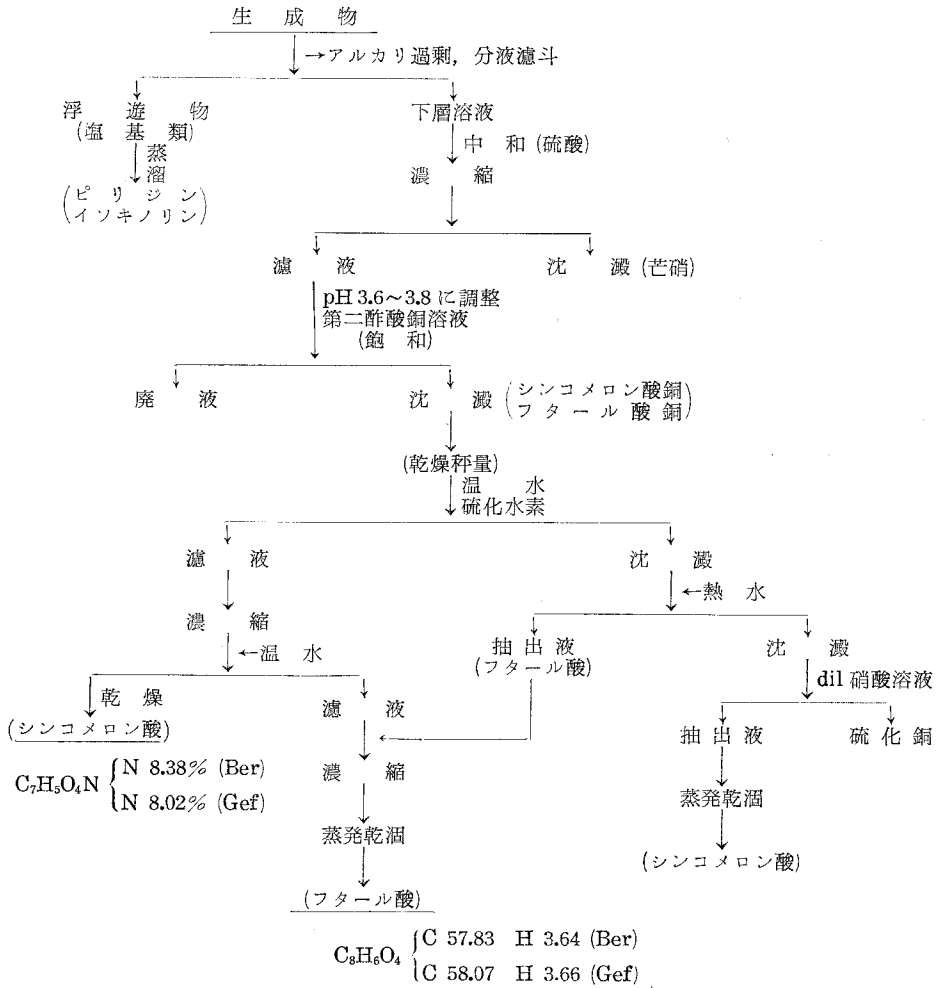 生成物
→アルカリ過剰，分液濾斗
浮遊物
(塩基類)
下層溶液
中和(硫酸)
蒸溜
濃縮
(ピリジン
イソキノリン)
濾液
沈澱(芒硝)
pH 3.6～3.8に調整
第二酢酸銅溶液
(飽和)
廃液
沈澱(シンコメロン酸銅
フタール酸銅)
(乾燥秤量)
温水
硫化水素
濾液
沈澱
←熱水
濃縮
←温水
抽出液
(フタール酸)
沈澱
dil 硝酸溶液
乾燥
(シンコメロン酸)
濾液
抽出液
硫化銅
C₇H₅O₄N { N 8.38% (Ber)
N 8.02% (Gef)
濃縮
蒸発乾涸
蒸発乾涸
(シンコメロン酸)
(フタール酸)
C₈H₆O₄ { C 57.83 H 3.64 (Ber)
C 58.07 H 3.66 (Gef)